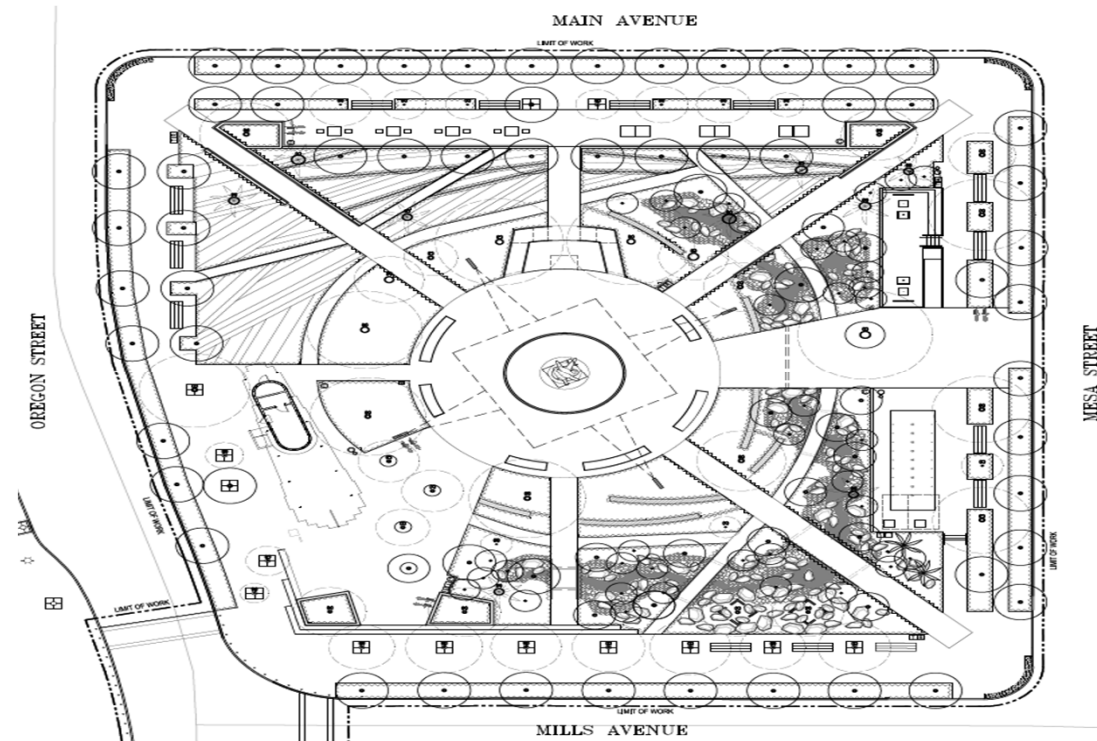 MAIN AVENUE
LIMIT OF WORK
OREGON STREET
MESA STREET
LIMIT OF WORK
LIMIT OF WORK
LIMIT OF WORK
LIMIT OF WORK
MILLS AVENUE